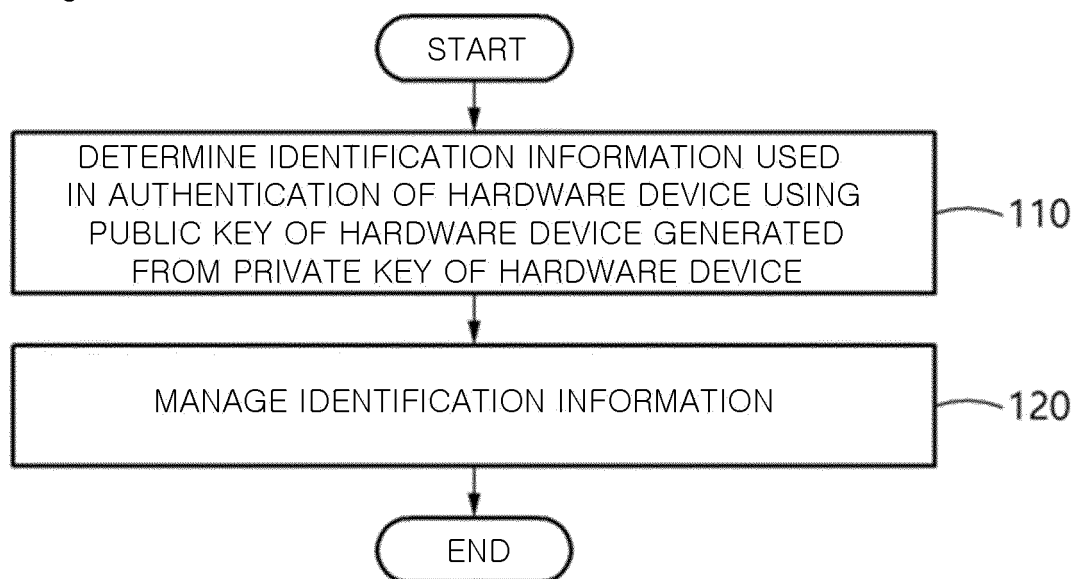 START
DETERMINE IDENTIFICATION INFORMATION USED
IN AUTHENTICATION OF HARDWARE DEVICE USING
PUBLIC KEY OF HARDWARE DEVICE GENERATED
FROM PRIVATE KEY OF HARDWARE DEVICE
110
MANAGE IDENTIFICATION INFORMATION
120
END